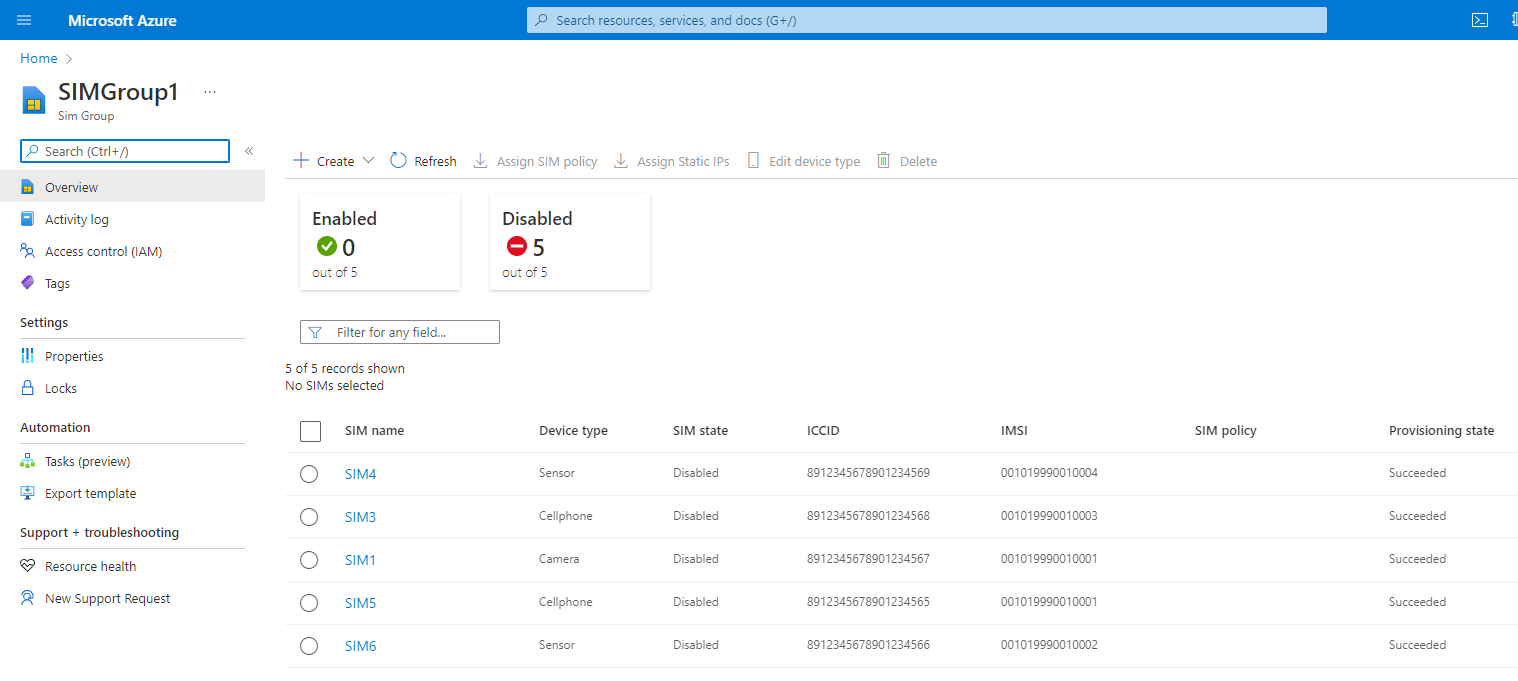 Microsoft Azure
Search resources, services, and docs (G+/)
Home
SIMGroup1 ...
Sim Group
Search (Ctrl+/)
Overview
Activity log
Access control (IAM)
Tags
Settings
Properties
Locks
Automation
Tasks (preview)
Export template
Support + troubleshooting
Resource health
New Support Request
Create Refresh Assign SIM policy Assign Static IPs Edit device type Delete
Enabled
0
out of 5
Disabled
5
out of 5
Filter for any field...
5 of 5 records shown
No SIMs selected
SIM name Device type SIM state ICCID IMSI SIM policy Provisioning state
SIM4 Sensor Disabled 8912345678901234569 001019990010004 Succeeded
SIM3 Cellphone Disabled 8912345678901234568 001019990010003 Succeeded
SIM1 Camera Disabled 8912345678901234567 001019990010001 Succeeded
SIM5 Cellphone Disabled 8912345678901234565 001019990010001 Succeeded
SIM6 Sensor Disabled 8912345678901234566 001019990010002 Succeeded